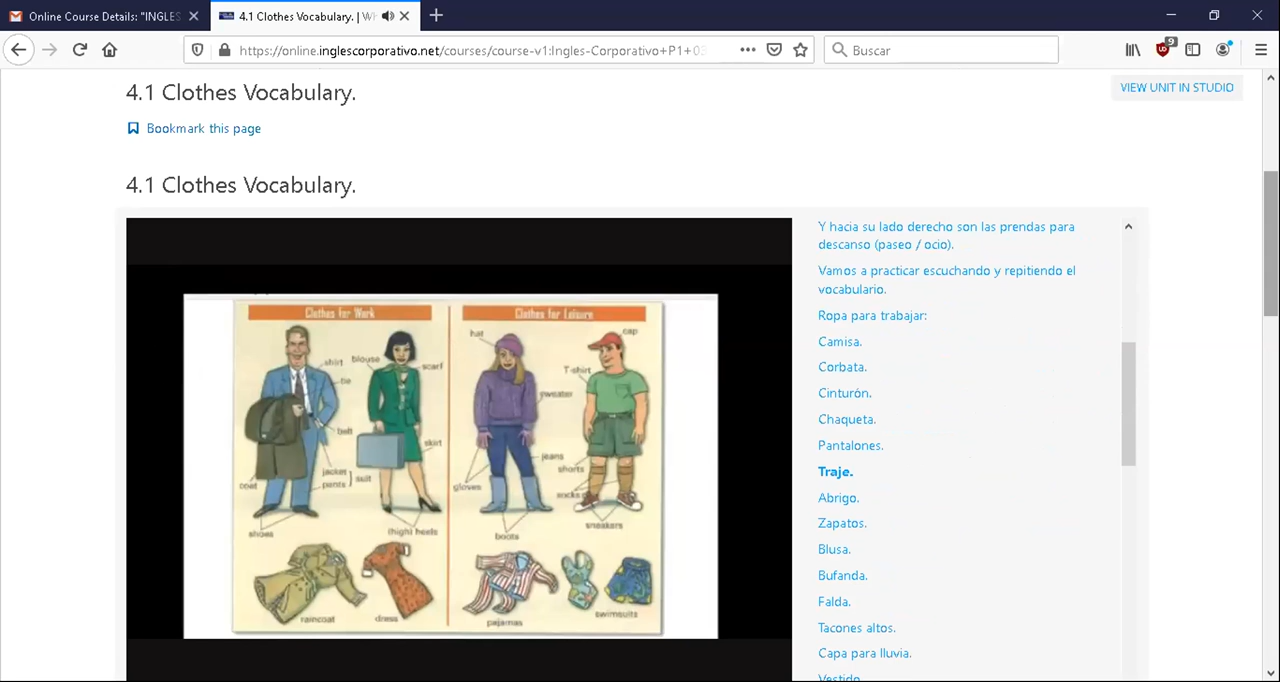 Online Course Details: "INGLES
4.1 Clothes Vocabulary. | Wh
https://online.inglescorporativo.net/courses/course-v1:Ingles-Corporativo+P1+03
Buscar
9
4.1 Clothes Vocabulary.
VIEW UNIT IN STUDIO
Bookmark this page
4.1 Clothes Vocabulary.
Clothes for Work
Clothes for Leisure
shirt
blouse
scarf
tie
belt
skirt
jacket
pants
suit
coat
shoes
(high) heels
raincoat
dress
hat
cap
T-shirt
sweater
jeans
shorts
gloves
socks
sneakers
boots
pajamas
swimsuits
Y hacia su lado derecho son las prendas para
descanso (paseo / ocio).
Vamos a practicar escuchando y repitiendo el
vocabulario.
Ropa para trabajar:
Camisa.
Corbata.
Cinturón.
Chaqueta.
Pantalones.
Traje.
Abrigo.
Zapatos.
Blusa.
Bufanda.
Falda.
Tacones altos.
Capa para lluvia.
Vestido.